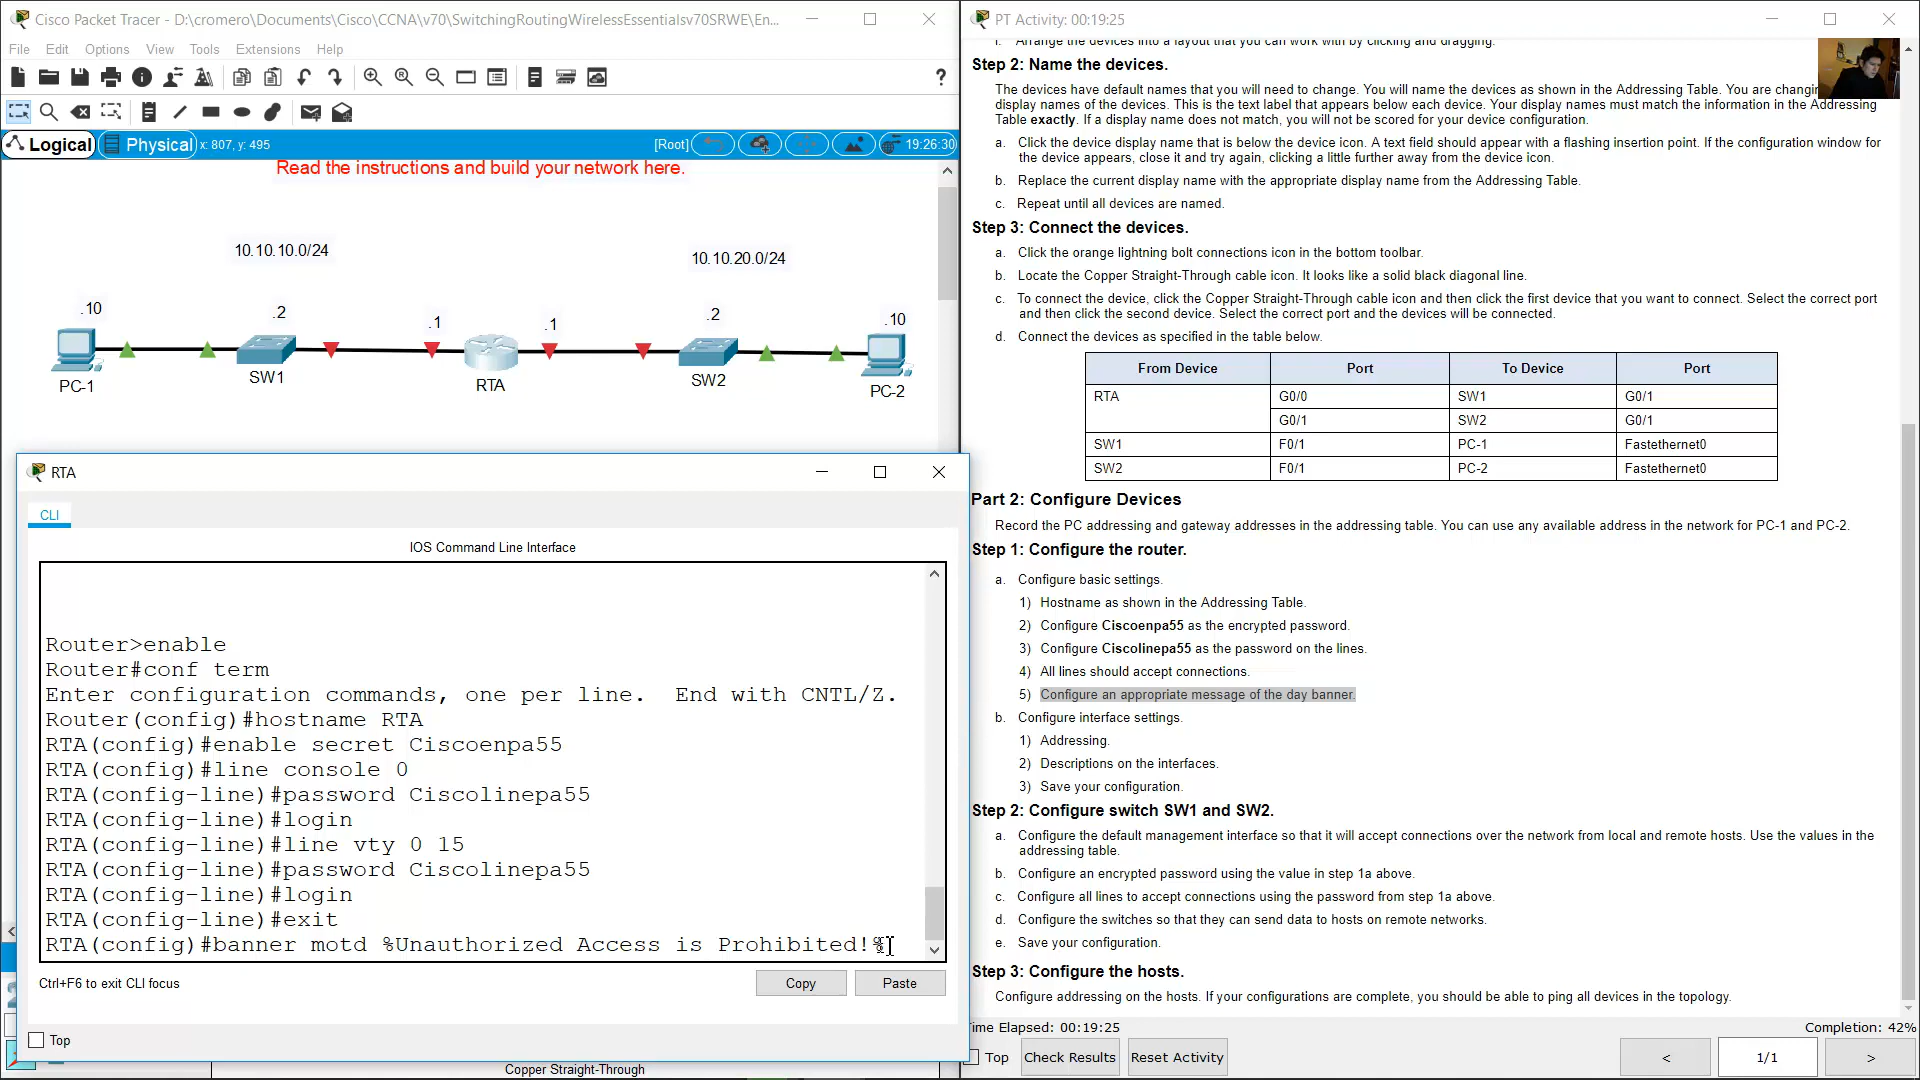 Cisco Packet Tracer - D:\cromero\Documents\Cisco\CCNA\v70\SwitchingRoutingWirelessEssentialsv70SRWE\En...
File Edit Options View Tools Extensions Help
?
Logical
Physical
x: 807, y: 495
[Root]
19:26:30
Read the instructions and build your network here.
10.10.10.0/24
10.10.20.0/24
.10
.2
.1
.1
.2
.10
PC-1
SW1
RTA
SW2
PC-2
RTA
CLI
IOS Command Line Interface
Router>enable
Router#conf term
Enter configuration commands, one per line.  End with CNTL/Z.
Router(config)#hostname RTA
RTA(config)#enable secret Ciscoenpa55
RTA(config)#line console 0
RTA(config-line)#password Ciscolinepa55
RTA(config-line)#login
RTA(config-line)#line vty 0 15
RTA(config-line)#password Ciscolinepa55
RTA(config-line)#login
RTA(config-line)#exit
RTA(config)#banner motd %Unauthorized Access is Prohibited!%
Ctrl+F6 to exit CLI focus
Copy
Paste
Top
Copper Straight-Through
PT Activity: 00:19:25
Arrange the devices into a layout that you can work with by clicking and dragging.
Step 2: Name the devices.
The devices have default names that you will need to change. You will name the devices as shown in the Addressing Table. You are
display names of the devices. This is the text label that appears below each device. Your display names must match the information in the Addressing
Table exactly. If a display name does not match, you will not be scored for your device configuration.
a. Click the device display name that is below the device icon. A text field should appear with a flashing insertion point. If the configuration window for
the device appears, close it and try again, clicking a little further away from the device icon.
b. Replace the current display name with the appropriate display name from the Addressing Table.
c. Repeat until all devices are named.
Step 3: Connect the devices.
a. Click the orange lightning bolt connections icon in the bottom toolbar.
b. Locate the Copper Straight-Through cable icon. It looks like a solid black diagonal line.
c. To connect the device, click the Copper Straight-Through cable icon and then click the first device that you want to connect. Select the correct port
and then click the second device. Select the correct port and the devices will be connected.
d. Connect the devices as specified in the table below.
From Device Port To Device Port
RTA G0/0 SW1 G0/1
G0/1 SW2 G0/1
SW1 F0/1 PC-1 Fastethernet0
SW2 F0/1 PC-2 Fastethernet0
Part 2: Configure Devices
Record the PC addressing and gateway addresses in the addressing table. You can use any available address in the network for PC-1 and PC-2.
Step 1: Configure the router.
a. Configure basic settings.
1) Hostname as shown in the Addressing Table.
2) Configure Ciscoenpa55 as the encrypted password.
3) Configure Ciscolinepa55 as the password on the lines.
4) All lines should accept connections.
5) Configure an appropriate message of the day banner.
b. Configure interface settings.
1) Addressing.
2) Descriptions on the interfaces.
3) Save your configuration.
Step 2: Configure switch SW1 and SW2.
a. Configure the default management interface so that it will accept connections over the network from local and remote hosts. Use the values in the
addressing table.
b. Configure an encrypted password using the value in step 1a above.
c. Configure all lines to accept connections using the password from step 1a above.
d. Configure the switches so that they can send data to hosts on remote networks.
e. Save your configuration.
Step 3: Configure the hosts.
Configure addressing on the hosts. If your configurations are complete, you should be able to ping all devices in the topology.
Time Elapsed: 00:19:25
Completion: 42%
Top
Check Results
Reset Activity
<
1/1
>